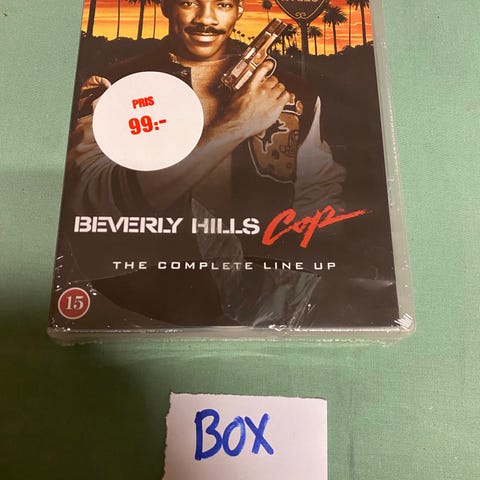 PRIS
99:-
BEVERLY HILLS Cop
THE COMPLETE LINE UP
15
BOX